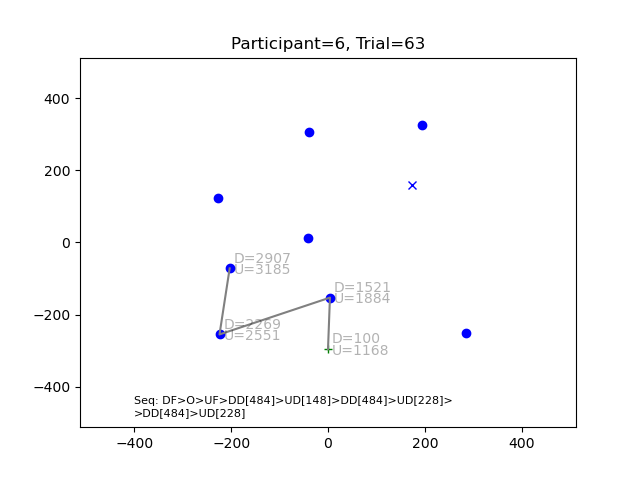 Participant=6, Trial=63
400
200
0
−200
−400
D=2907
U=3185
D=1521
U=1884
D=2269
U=2551
D=100
U=1168
Seq: DF>O>UF>DD[484]>UD[148]>DD[484]>UD[228]>
>DD[484]>UD[228]
−400 −200 0 200 400